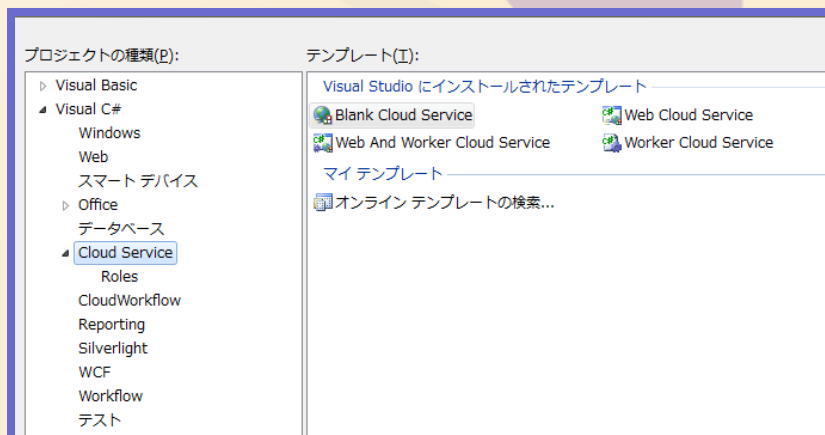 プロジェクトの種類(P):
Visual Basic
Visual C#
Windows
Web
スマート デバイス
Office
データベース
Cloud Service
Roles
CloudWorkflow
Reporting
Silverlight
WCF
Workflow
テスト
テンプレート(T):
Visual Studio にインストールされたテンプレート
Blank Cloud Service
Web Cloud Service
Web And Worker Cloud Service
Worker Cloud Service
マイ テンプレート
オンライン テンプレートの検索...